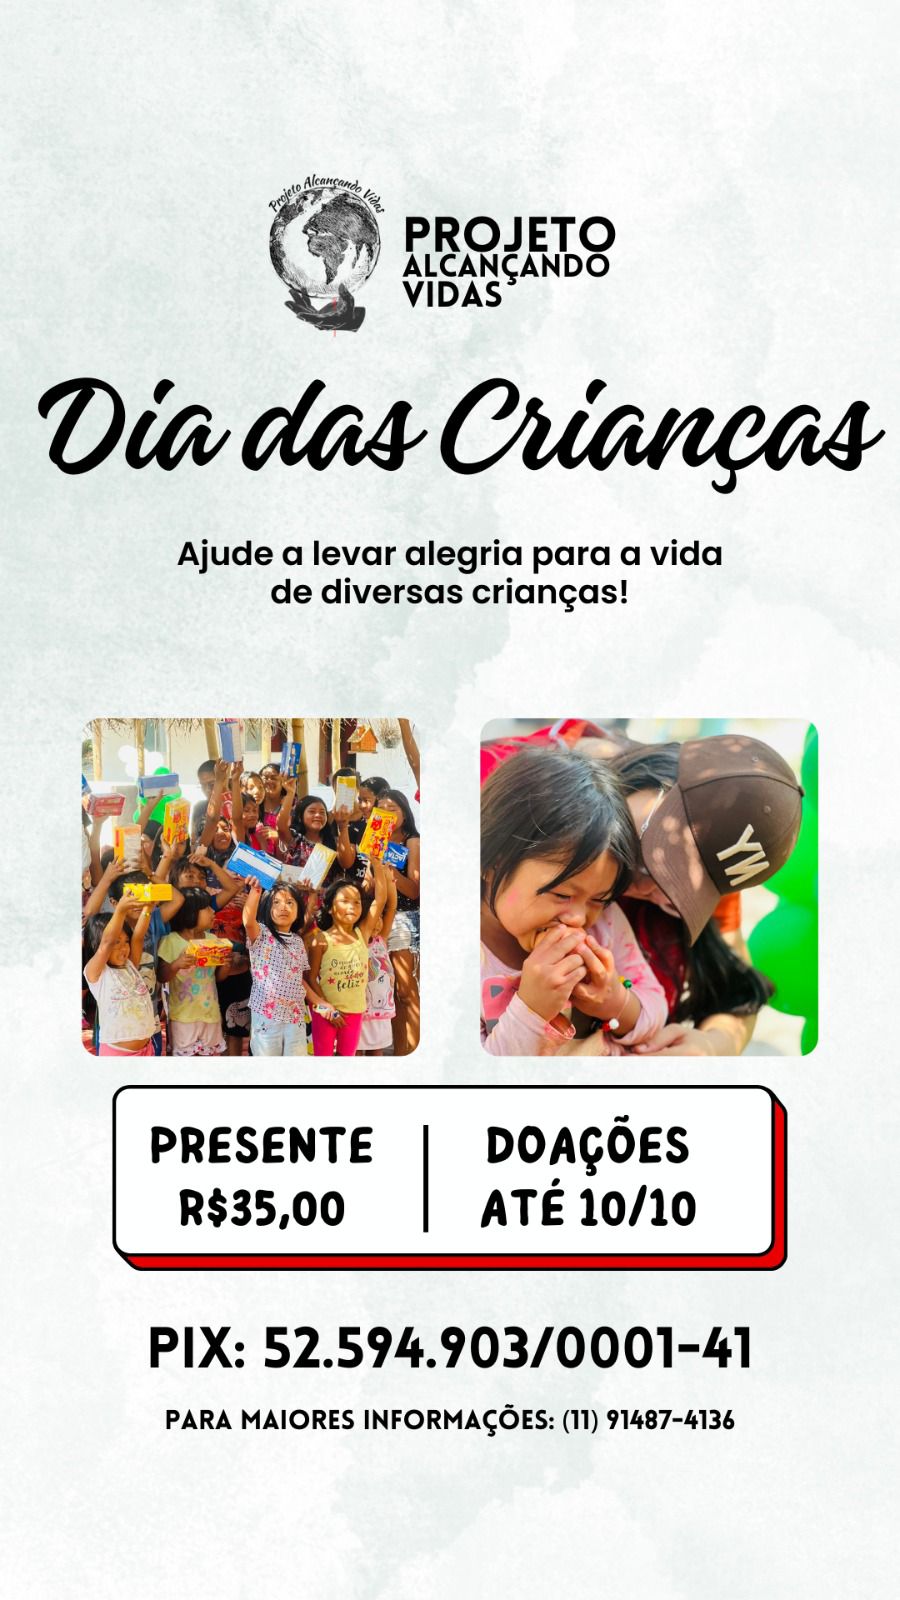 Projeto Alcançando Vidas
PROJETO
ALCANÇANDO
VIDAS
Dia das Crianças
Ajude a levar alegria para a vida
de diversas crianças!
PRESENTE
R$35,00
DOAÇÕES
ATÉ 10/10
PIX: 52.594.903/0001-41
PARA MAIORES INFORMAÇÕES: (11) 91487-4136